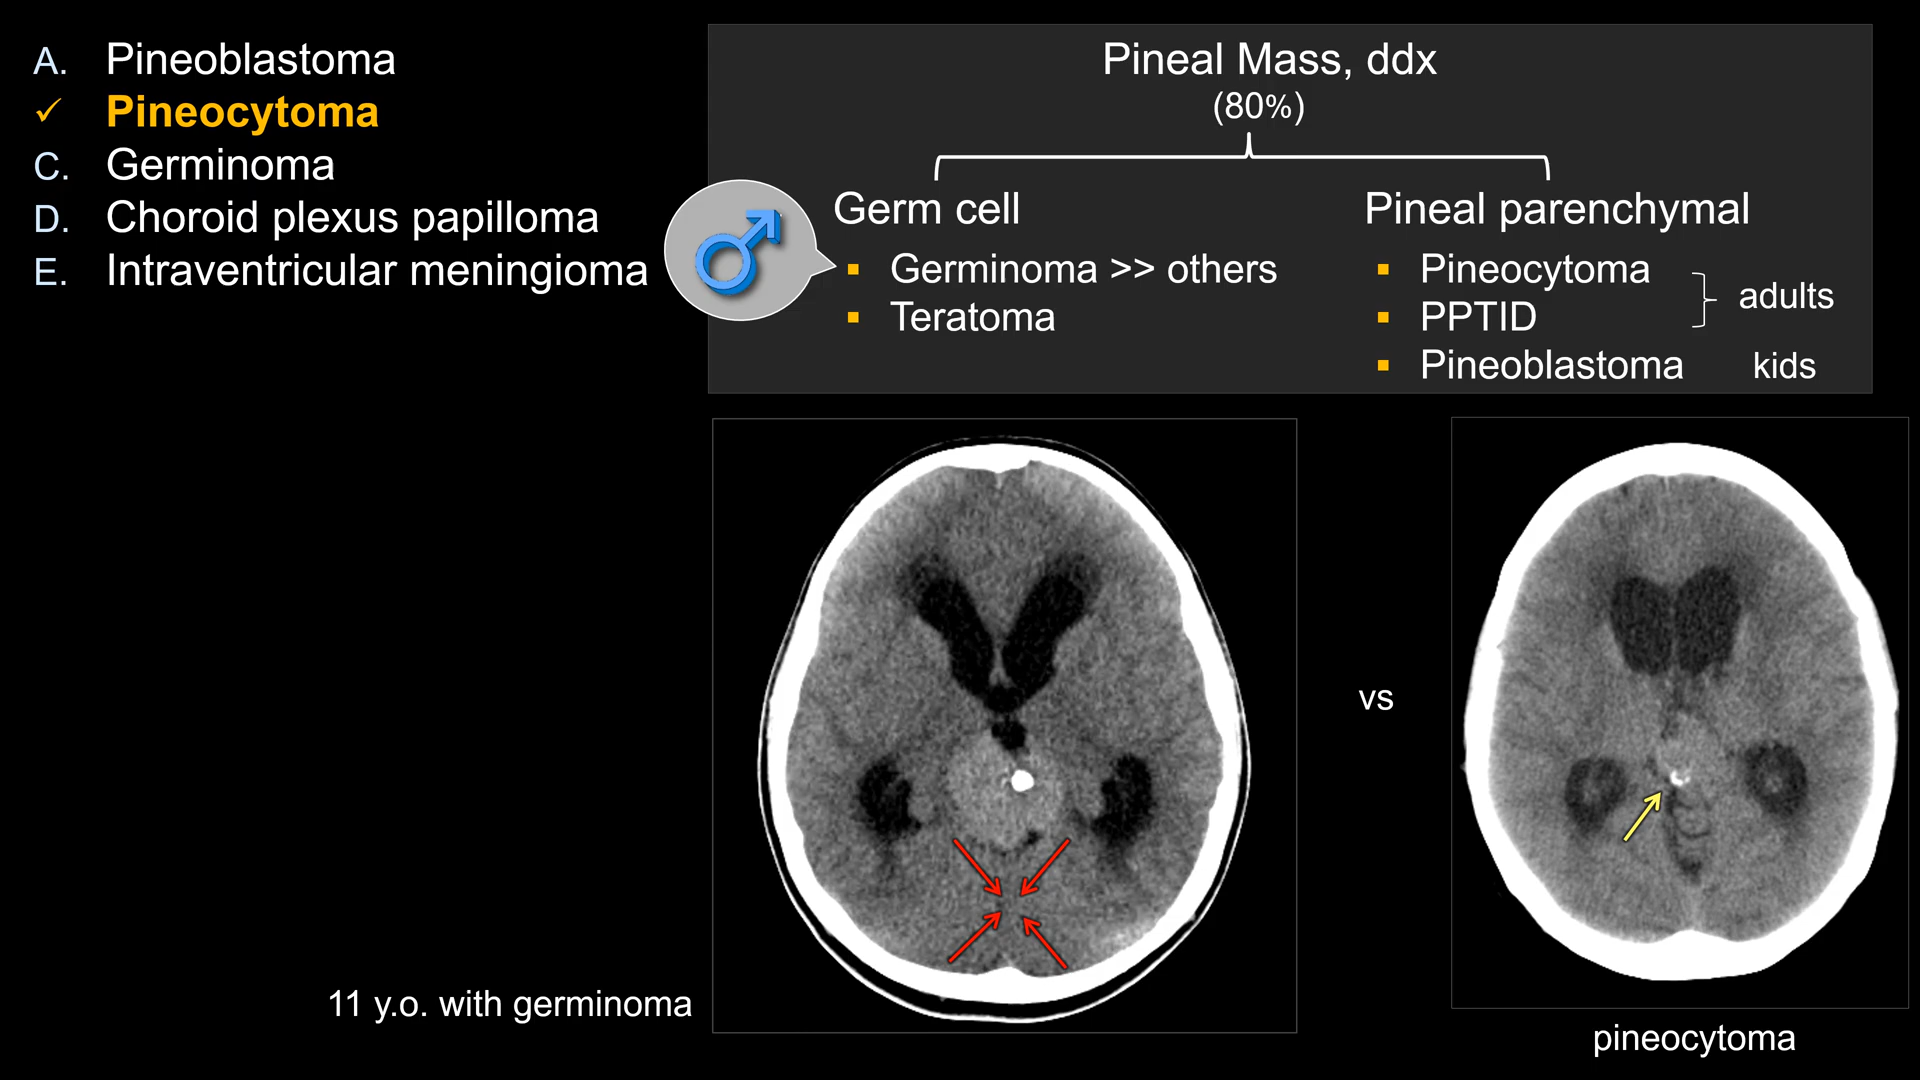 A. Pineoblastoma
✓ Pineocytoma
C. Germinoma
D. Choroid plexus papilloma
E. Intraventricular meningioma
Pineal Mass, ddx
(80%)
Germ cell
▪ Germinoma >> others
▪ Teratoma
Pineal parenchymal
▪ Pineocytoma
▪ PPTID
adults
▪ Pineoblastoma kids
vs
11 y.o. with germinoma
pineocytoma